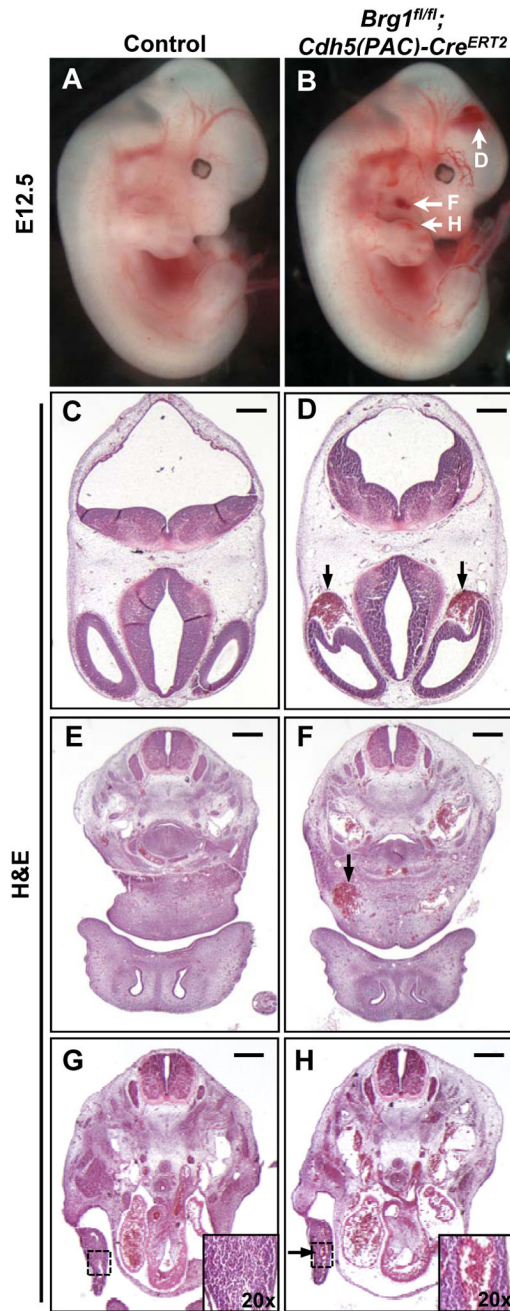 Control
Brg1fl/fl;
Cdh5(PAC)-CreERT2
E12.5
A
B
D
F
H
H&E
C
D
E
F
G
20x
H
20x